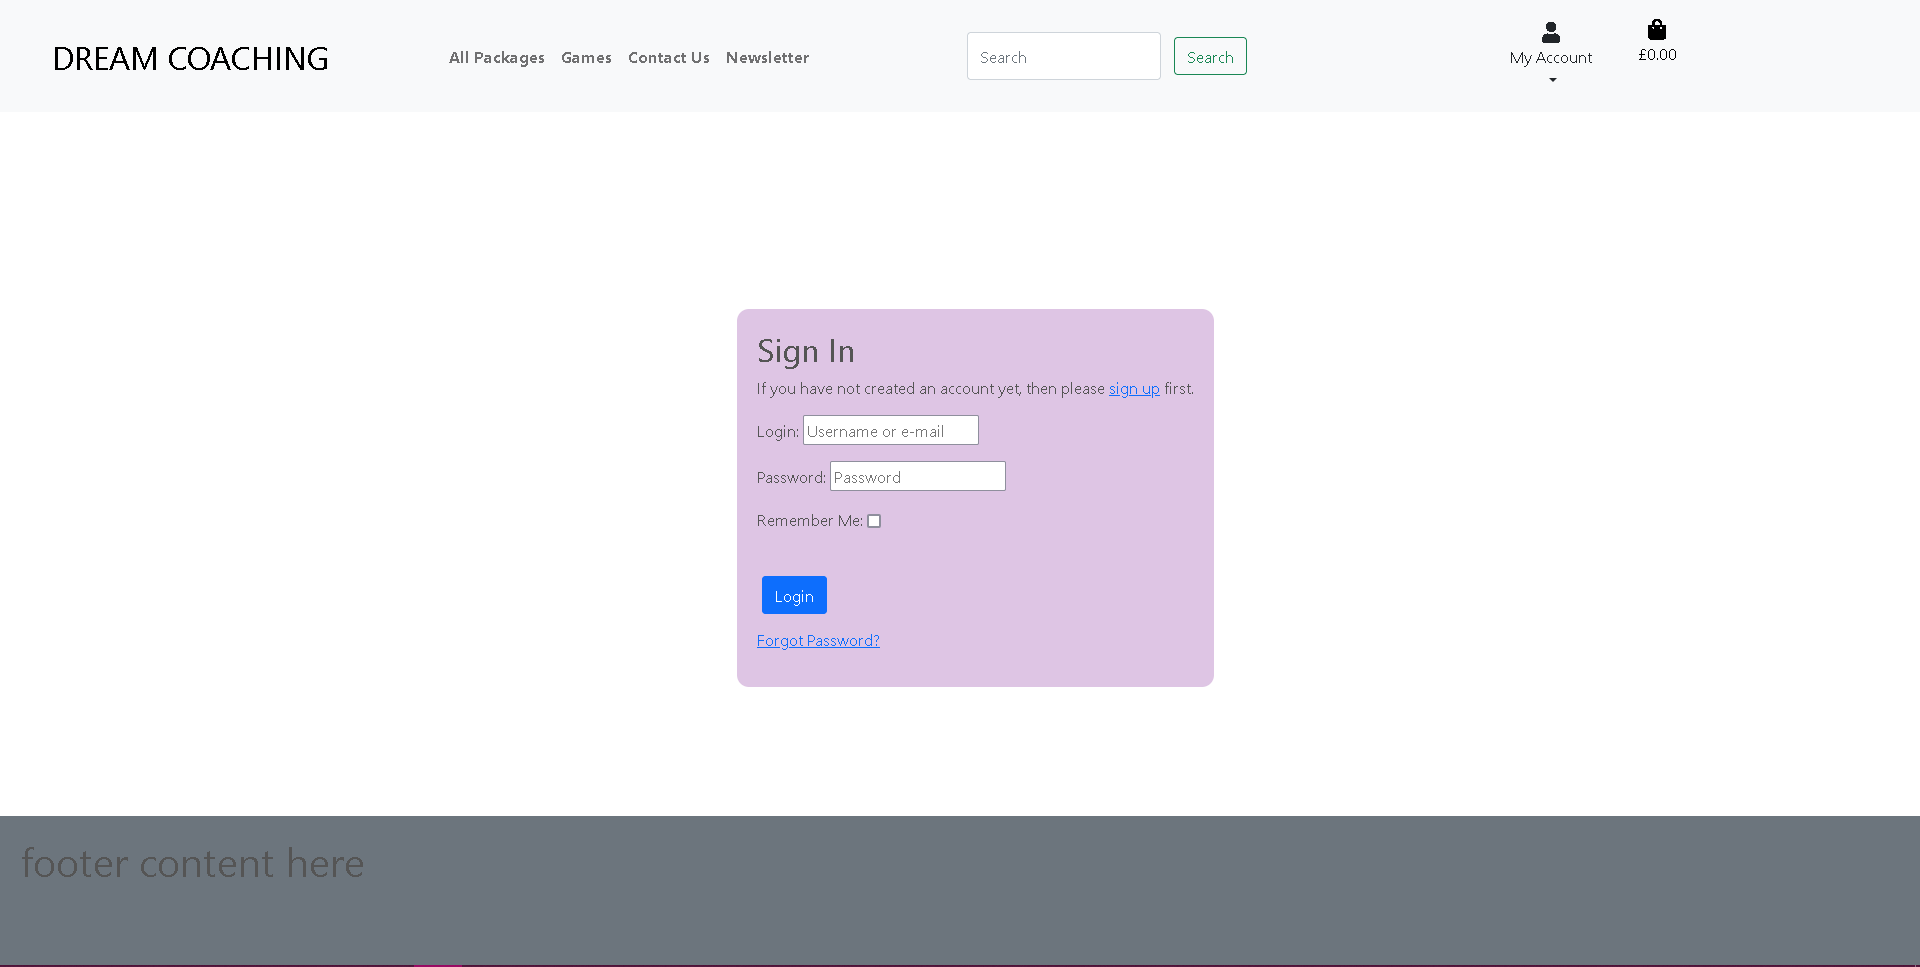 DREAM COACHING
All Packages Games Contact Us Newsletter
Search Search
My Account
£0.00
Sign In
If you have not created an account yet, then please sign up first.
Login: Username or e-mail
Password: Password
Remember Me:
Login
Forgot Password?
footer content here